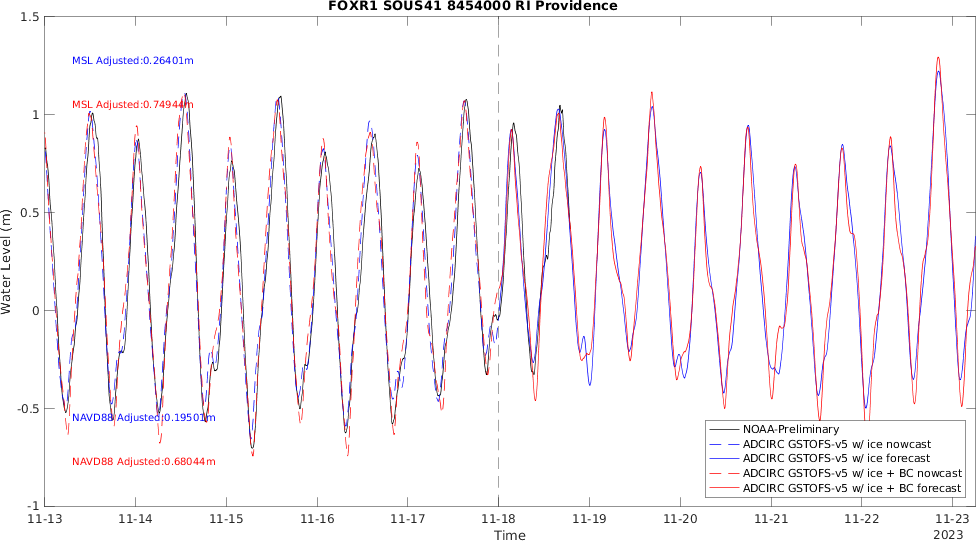 FOXR1 SOUS41 8454000 RI Providence
1.5
1
0.5
0
-0.5
-1
Water Level (m)
MSL Adjusted:0.26401m
MSL Adjusted:0.74944m
NAVD88 Adjusted:0.19501m
NAVD88 Adjusted:0.68044m
NOAA-Preliminary
ADCIRC GSTOFS-v5 w/ ice nowcast
ADCIRC GSTOFS-v5 w/ ice forecast
ADCIRC GSTOFS-v5 w/ ice + BC nowcast
ADCIRC GSTOFS-v5 w/ ice + BC forecast
11-13 11-14 11-15 11-16 11-17 11-18 11-19 11-20 11-21 11-22 11-23
Time
2023